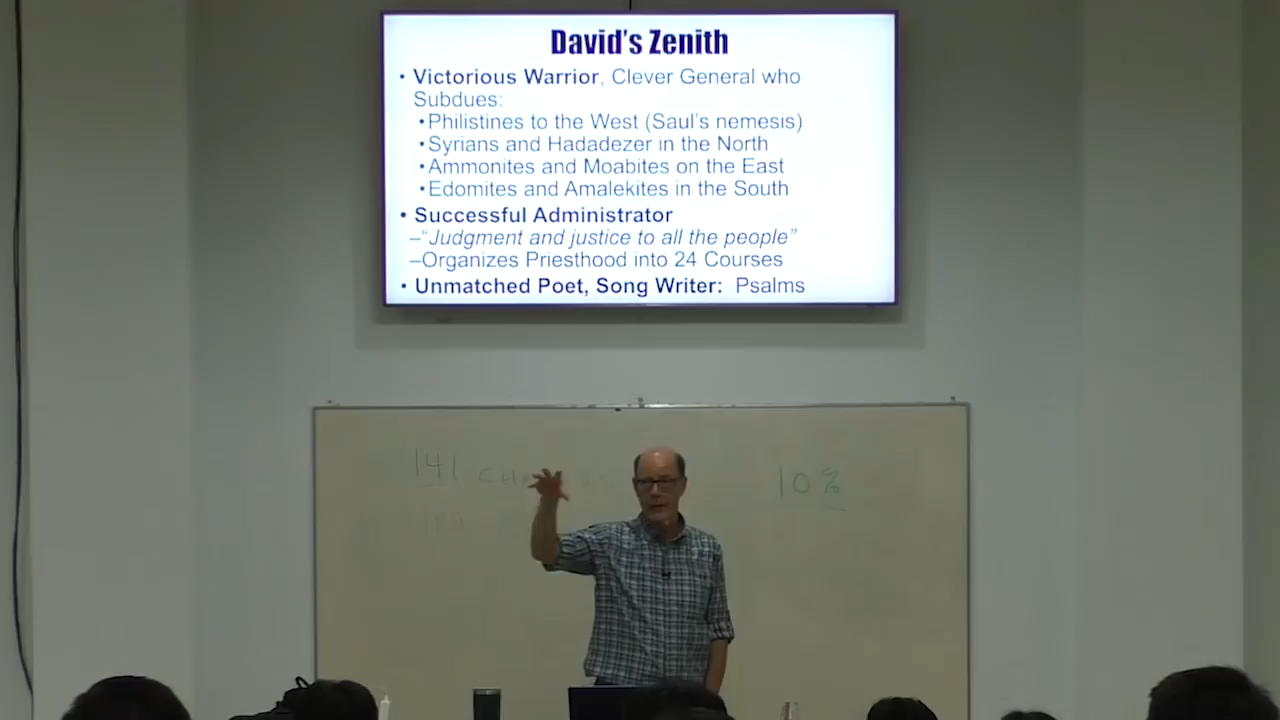 David's Zenith
• Victorious Warrior, Clever General who
Subdues:
•Philistines to the West (Saul's nemesis)
•Syrians and Hadadezer in the North
•Ammonites and Moabites on the East
•Edomites and Amalekites in the South
• Successful Administrator
–"Judgment and justice to all the people"
–Organizes Priesthood into 24 Courses
• Unmatched Poet, Song Writer: Psalms
141
10%